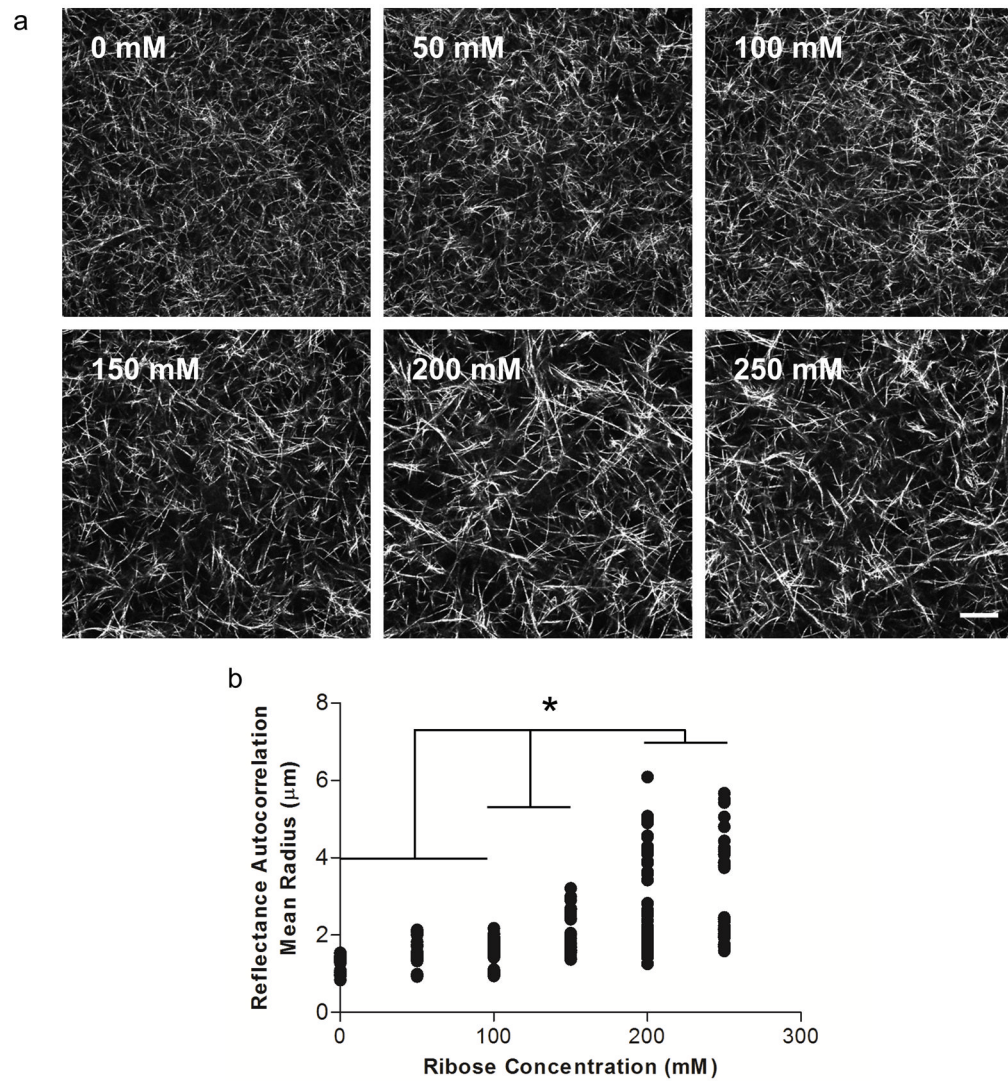 a
0 mM
50 mM
100 mM
150 mM
200 mM
250 mM
b
*
Reflectance Autocorrelation
Mean Radius (µm)
8
6
4
2
0
0
100
200
300
Ribose Concentration (mM)